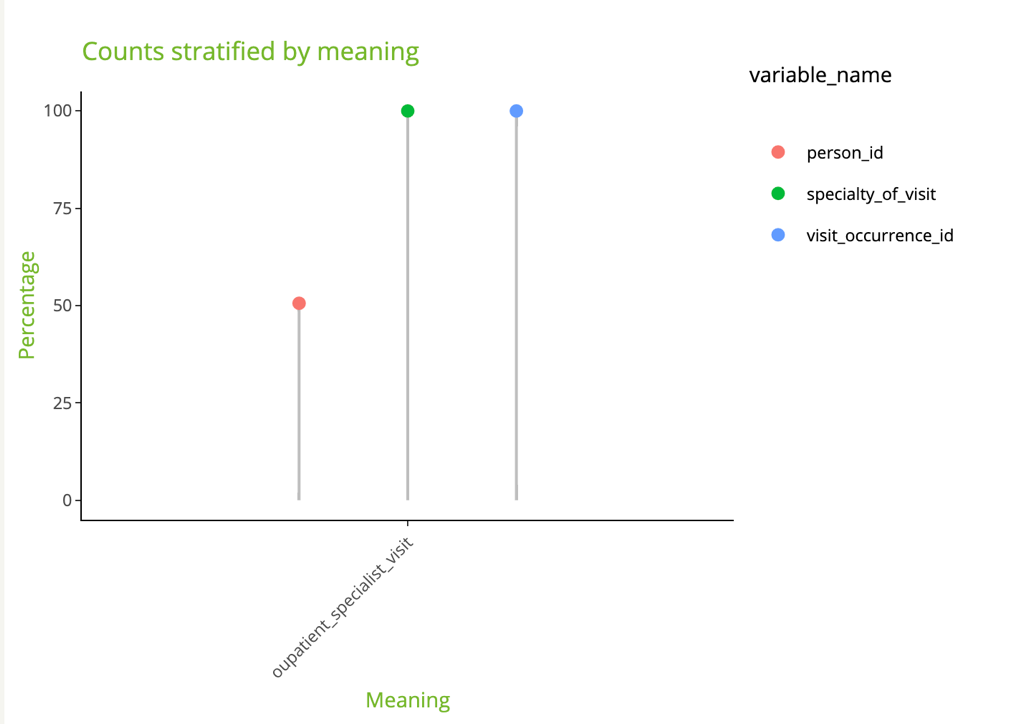 Counts stratified by meaning
variable_name
person_id
specialty_of_visit
visit_occurrence_id
Percentage
100
75
50
25
0
oupatient_specialist_visit
Meaning